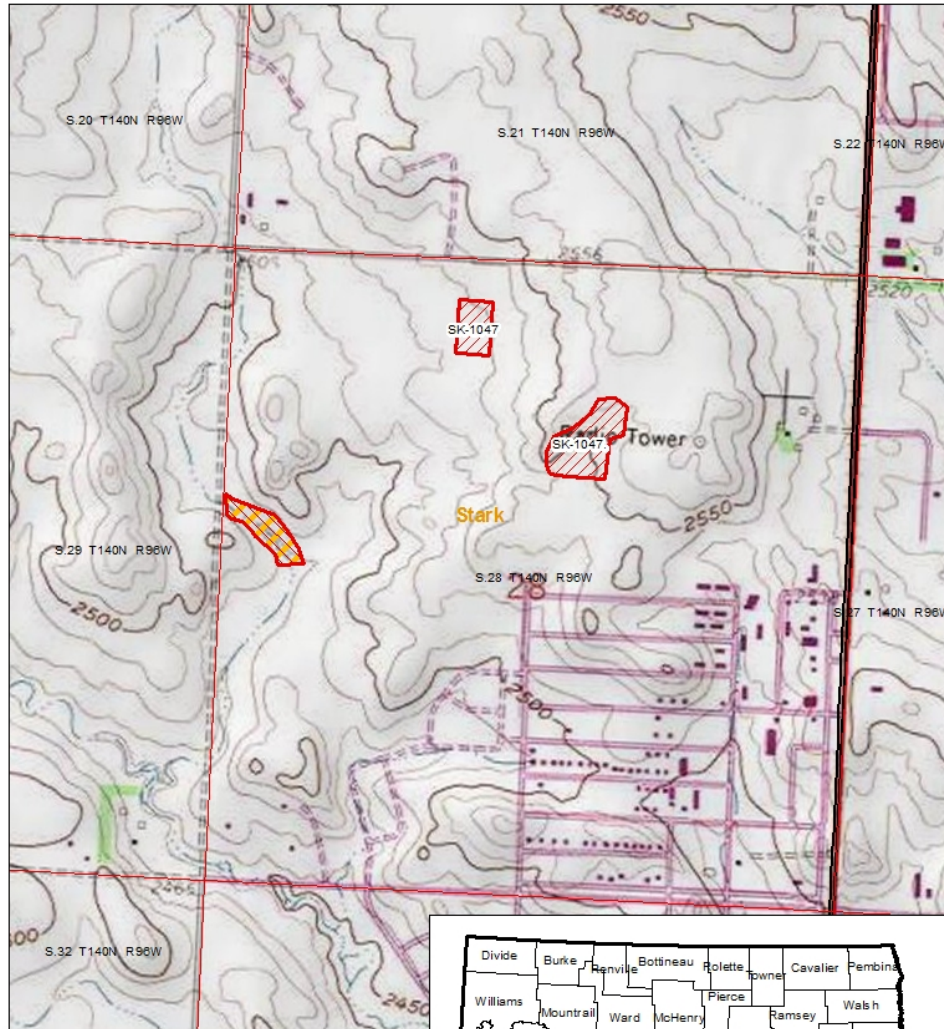 2550
S.20 T140N R96W
S.21 T140N R96W
S.22 T140N R96W
2556
2520
SK-1047
Radio Tower
SK-1047
Stark
2550
S.29 T140N R96W
S.28 T140N R96W
28
S.27 T140N R96W
2500
2500
2465
S.32 T140N R96W
2450
Divide
Burke
Renville
Bottineau
Rolette
Towner
Cavalier
Pembina
Williams
Mountrail
Ward
McHenry
Pierce
Ramsey
Walsh